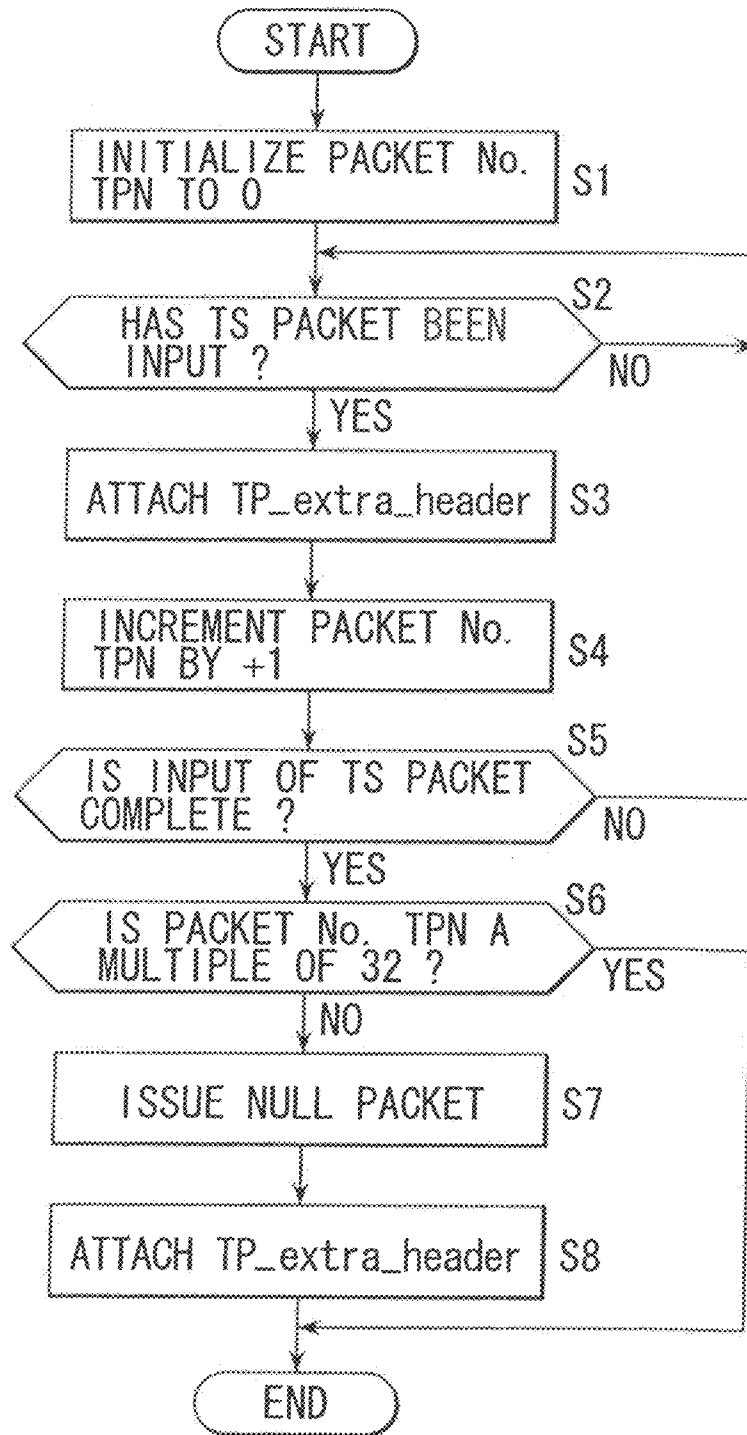 START
INITIALIZE PACKET No.
TPN TO 0
S1
S2
HAS TS PACKET BEEN
INPUT ?
NO
YES
ATTACH TP_extra_header
S3
INCREMENT PACKET No.
TPN BY +1
S4
S5
IS INPUT OF TS PACKET
COMPLETE ?
NO
YES
S6
IS PACKET No. TPN A
MULTIPLE OF 32 ?
YES
NO
ISSUE NULL PACKET
S7
ATTACH TP_extra_header
S8
END